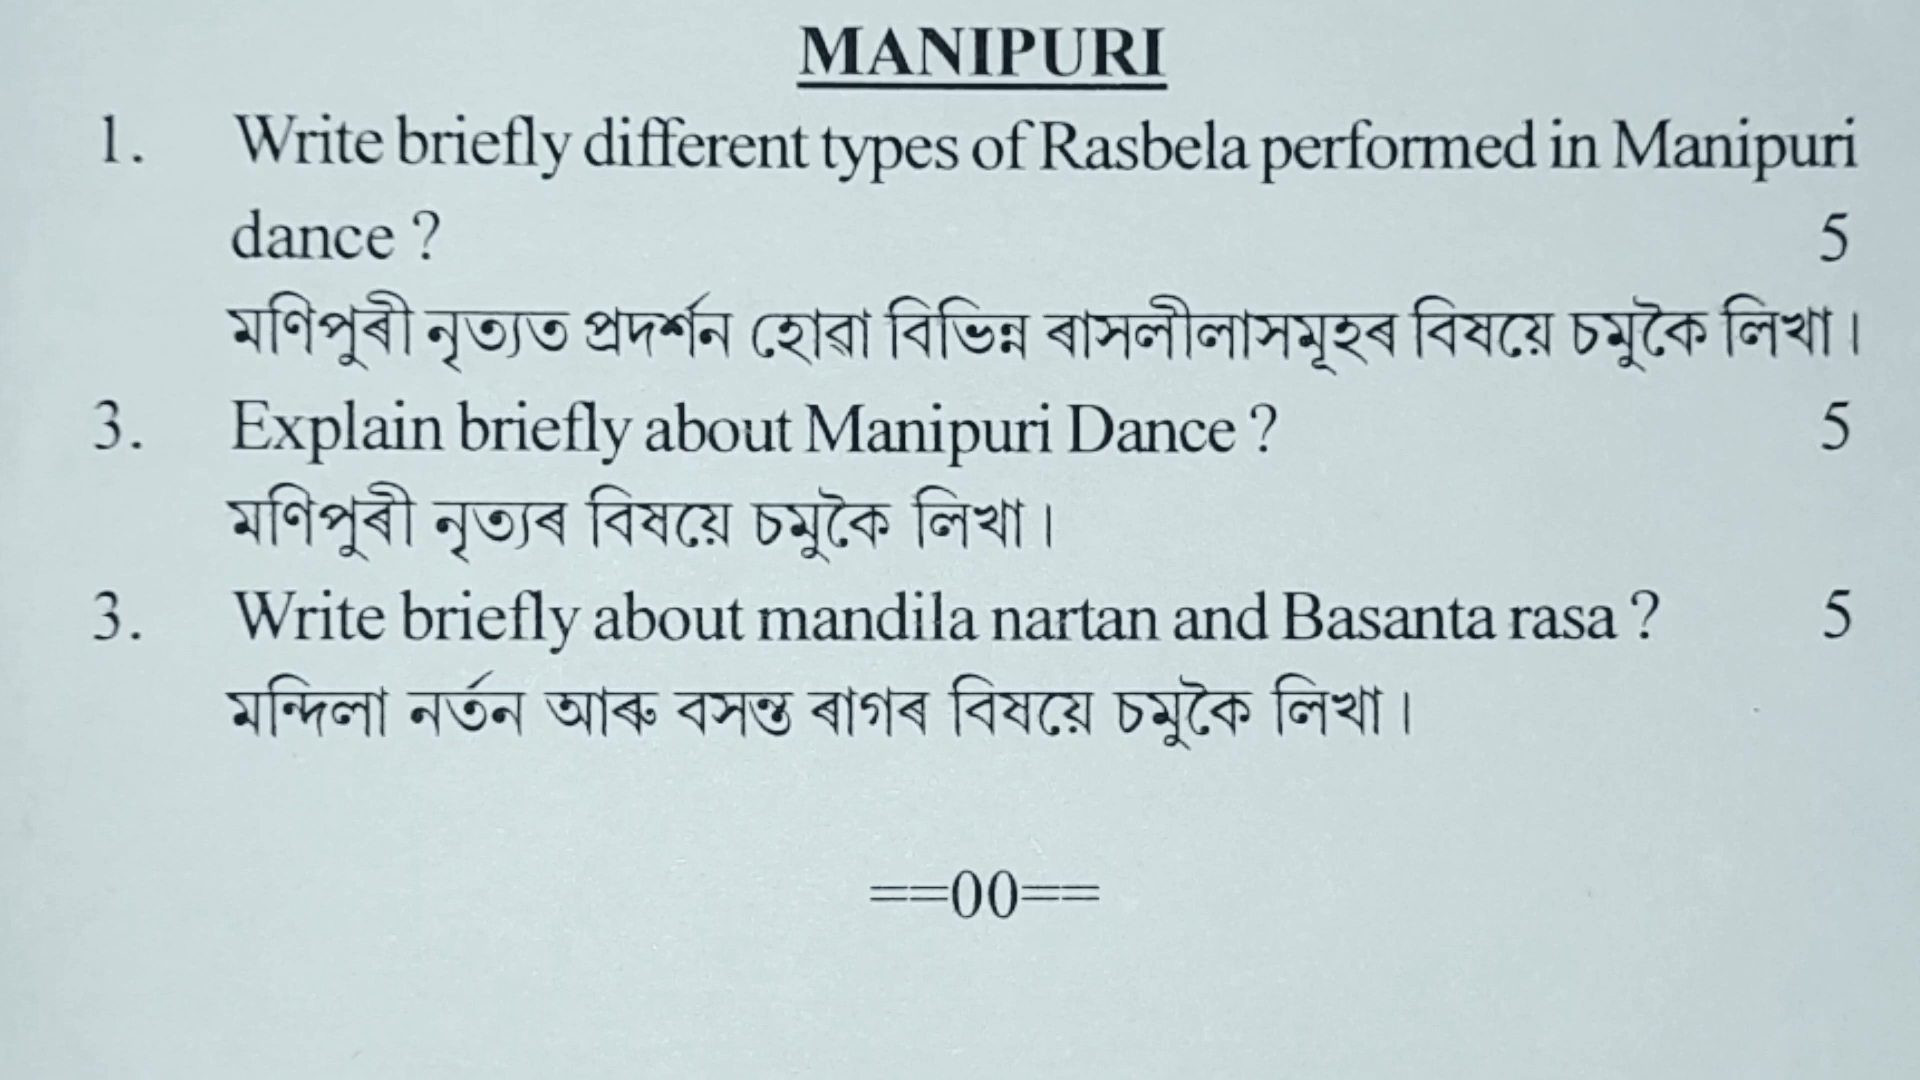 MANIPURI
1. Write briefly different types of Rasbela performed in Manipuri
dance ? 5
মণিপুৰী নৃত্যত প্ৰদৰ্শন হোৱা বিভিন্ন ৰাসলীলাসমূহৰ বিষয়ে চমুকৈ লিখা।
3. Explain briefly about Manipuri Dance ? 5
মণিপুৰী নৃত্যৰ বিষয়ে চমুকৈ লিখা।
3. Write briefly about mandila nartan and Basanta rasa ? 5
মন্দিলা নৰ্তন আৰু বসন্ত ৰাগৰ বিষয়ে চমুকৈ লিখা।
==00==